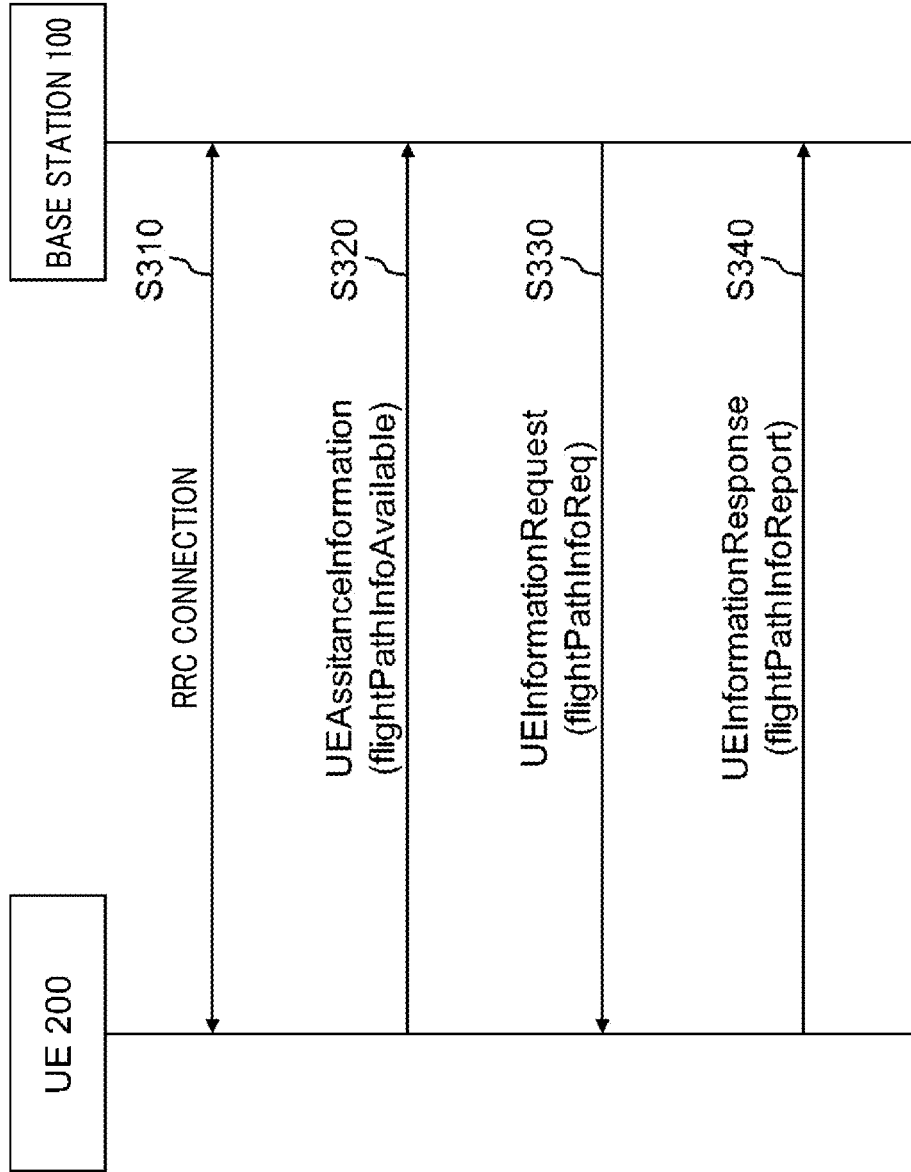 UE 200
BASE STATION 100
RRC CONNECTION
S310
UEAssitanceInformation
(flightPathInfoAvailable)
S320
UEInformationRequest
(flightPathInfoReq)
S330
UEInformationResponse
(flightPathInfoReport)
S340